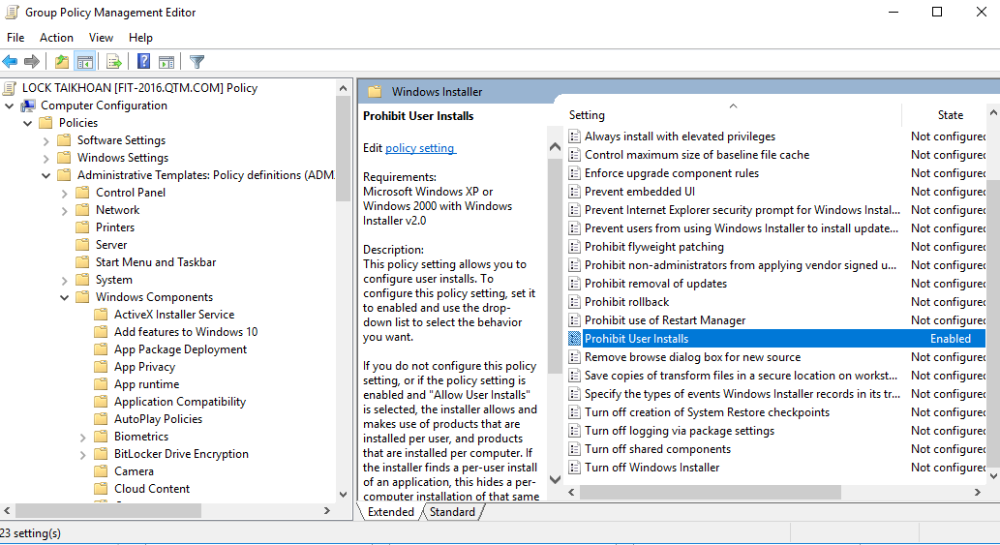 Group Policy Management Editor
File Action View Help
LOCK TAIKHOAN [FIT-2016.QTM.COM] Policy
Computer Configuration
Policies
Software Settings
Windows Settings
Administrative Templates: Policy definitions (ADM
Control Panel
Network
Printers
Server
Start Menu and Taskbar
System
Windows Components
ActiveX Installer Service
Add features to Windows 10
App Package Deployment
App Privacy
App runtime
Application Compatibility
AutoPlay Policies
Biometrics
BitLocker Drive Encryption
Camera
Cloud Content
Windows Installer
Prohibit User Installs
Edit policy setting
Requirements:
Microsoft Windows XP or
Windows 2000 with Windows
Installer v2.0
Description:
This policy setting allows you to
configure user installs. To
configure this policy setting, set it
to enabled and use the drop-
down list to select the behavior
you want.
If you do not configure this policy
setting, or if the policy setting is
enabled and "Allow User Installs"
is selected, the installer allows and
makes use of products that are
installed per user, and products
that are installed per computer. If
the installer finds a per-user install
of an application, this hides a per-
computer installation of that same
Setting State
Always install with elevated privileges Not configured
Control maximum size of baseline file cache Not configured
Enforce upgrade component rules Not configured
Prevent embedded UI Not configured
Prevent Internet Explorer security prompt for Windows Instal... Not configured
Prevent users from using Windows Installer to install update... Not configured
Prohibit flyweight patching Not configured
Prohibit non-administrators from applying vendor signed u... Not configured
Prohibit removal of updates Not configured
Prohibit rollback Not configured
Prohibit use of Restart Manager Not configured
Prohibit User Installs Enabled
Remove browse dialog box for new source Not configured
Save copies of transform files in a secure location on workst... Not configured
Specify the types of events Windows Installer records in its tr... Not configured
Turn off creation of System Restore checkpoints Not configured
Turn off logging via package settings Not configured
Turn off shared components Not configured
Turn off Windows Installer Not configured
Extended Standard
23 setting(s)